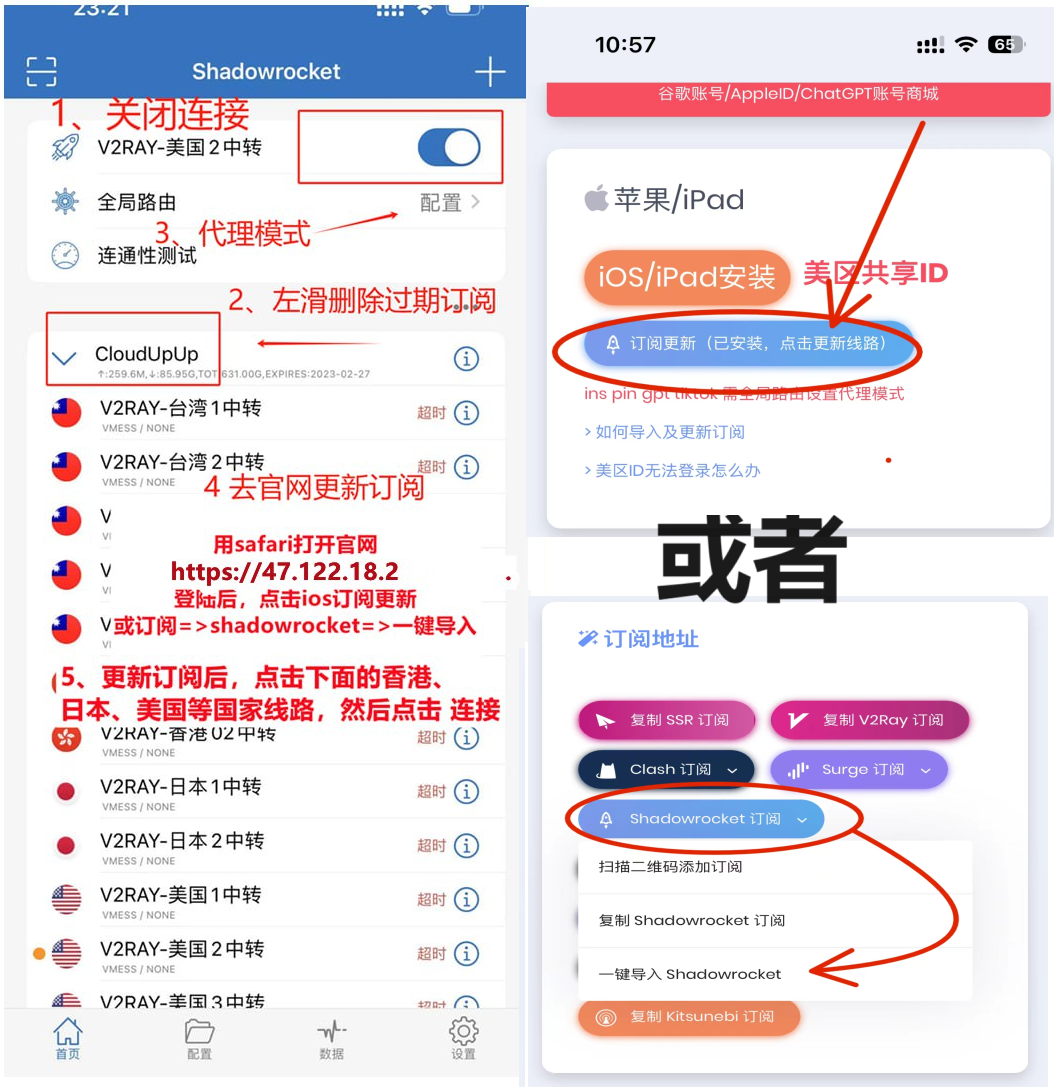 23:21
Shadowrocket
1、关闭连接
V2RAY-美国2中转
全局路由
配置
3、代理模式
连通性测试
2、左滑删除过期订阅
CloudUpUp
↑:259.6M,↓:85.95G,TOT:631.00G,EXPIRES:2023-02-27
V2RAY-台湾1中转
超时
VMESS / NONE
V2RAY-台湾2中转
超时
VMESS / NONE
4 去官网更新订阅
用safari打开官网
https://47.122.18.2
登陆后，点击ios订阅更新
或订阅=>shadowrocket=>一键导入
5、更新订阅后，点击下面的香港、
日本、美国等国家线路，然后点击 连接
V2RAY-香港02中转
超时
VMESS / NONE
V2RAY-日本1中转
超时
VMESS / NONE
V2RAY-日本2中转
超时
VMESS / NONE
V2RAY-美国1中转
超时
VMESS / NONE
V2RAY-美国2中转
超时
VMESS / NONE
V2RAY-美国3中转
超时
首页
配置
数据
设置
10:57
65
谷歌账号/AppleID/ChatGPT账号商城
苹果/iPad
iOS/iPad安装
美区共享ID
订阅更新（已安装，点击更新线路）
ins pin gpt tiktok 需全局路由设置代理模式
> 如何导入及更新订阅
> 美区ID无法登录怎么办
或者
订阅地址
复制 SSR 订阅
复制 V2Ray 订阅
Clash 订阅
Surge 订阅
Shadowrocket 订阅
扫描二维码添加订阅
复制 Shadowrocket 订阅
一键导入 Shadowrocket
复制 Kitsunebi 订阅